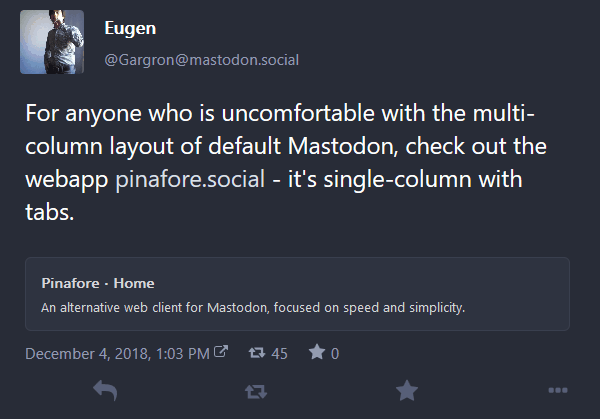 Eugen
@Gargron@mastodon.social
For anyone who is uncomfortable with the multi-
column layout of default Mastodon, check out the
webapp pinafore.social - it's single-column with
tabs.
Pinafore · Home
An alternative web client for Mastodon, focused on speed and simplicity.
December 4, 2018, 1:03 PM 45 0